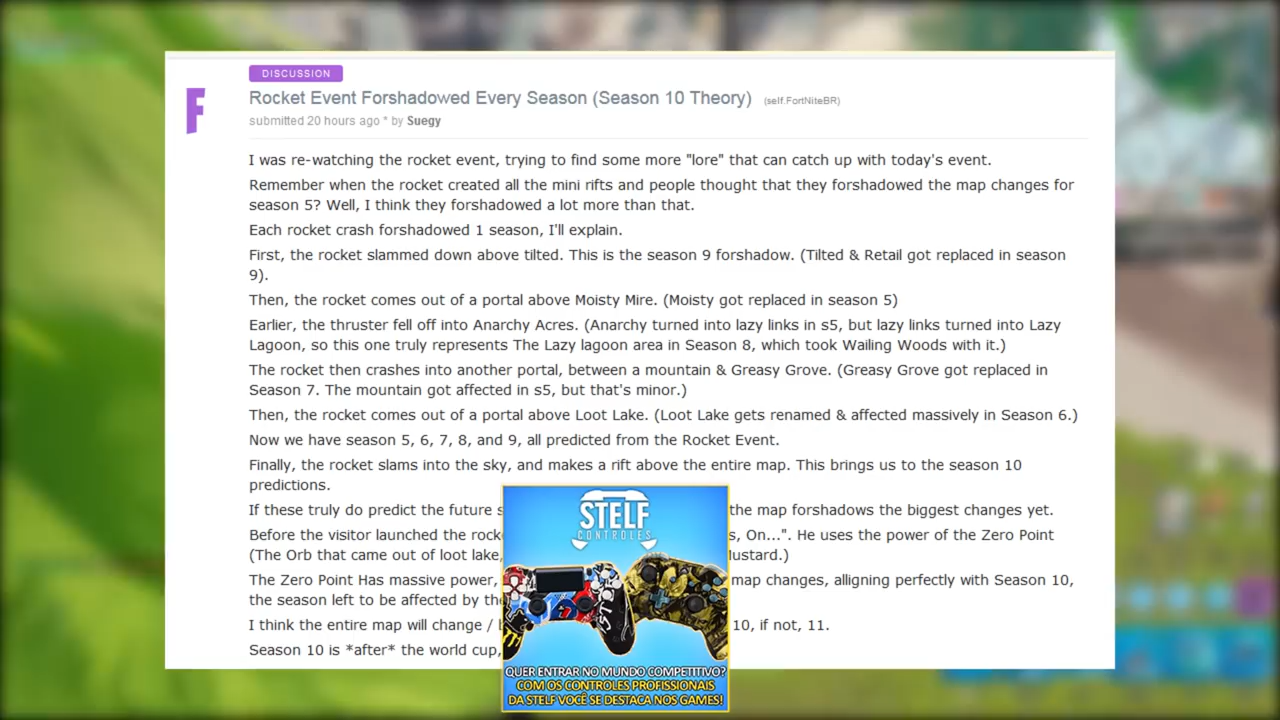 DISCUSSION
Rocket Event Forshadowed Every Season (Season 10 Theory) (self.FortNiteBR)
submitted 20 hours ago * by Suegy
F
I was re-watching the rocket event, trying to find some more "lore" that can catch up with today's event.
Remember when the rocket created all the mini rifts and people thought that they forshadowed the map changes for
season 5? Well, I think they forshadowed a lot more than that.
Each rocket crash forshadowed 1 season, I'll explain.
First, the rocket slammed down above tilted. This is the season 9 forshadow. (Tilted & Retail got replaced in season
9).
Then, the rocket comes out of a portal above Moisty Mire. (Moisty got replaced in season 5)
Earlier, the thruster fell off into Anarchy Acres. (Anarchy turned into lazy links in s5, but lazy links turned into Lazy
Lagoon, so this one truly represents The Lazy lagoon area in Season 8, which took Wailing Woods with it.)
The rocket then crashes into another portal, between a mountain & Greasy Grove. (Greasy Grove got replaced in
Season 7. The mountain got affected in s5, but that's minor.)
Then, the rocket comes out of a portal above Loot Lake. (Loot Lake gets renamed & affected massively in Season 6.)
Now we have season 5, 6, 7, 8, and 9, all predicted from the Rocket Event.
Finally, the rocket slams into the sky, and makes a rift above the entire map. This brings us to the season 10
predictions.
If these truly do predict the future the map forshadows the biggest changes yet.
Before the visitor launched the On...". He uses the power of the Zero Point
(The Orb that came out of loot lake,
The Zero Point Has massive power, map changes, alligning perfectly with Season 10,
the season left to be affected by
I think the entire map will change / 10, if not, 11.
Season 10 is *after* the world cup,
STELF
CONTROLES
QUER ENTRAR NO MUNDO COMPETITIVO?
COM OS CONTROLES PROFISSIONAIS
DA STELF VOCÊ SE DESTACA NOS GAMES!